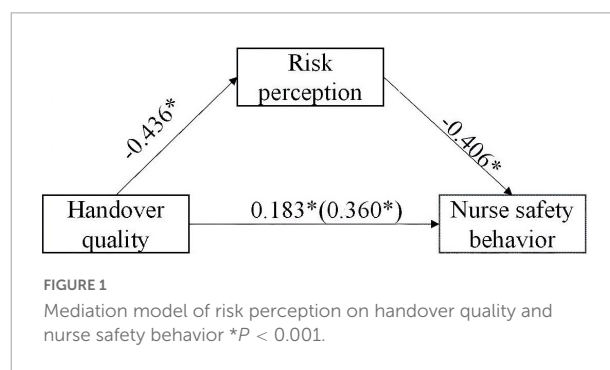 Risk
perception
-0.436*
-0.406*
Handover
quality
0.183*(0.360*)
Nurse safety
behavior
FIGURE 1
Mediation model of risk perception on handover quality and
nurse safety behavior *P < 0.001.